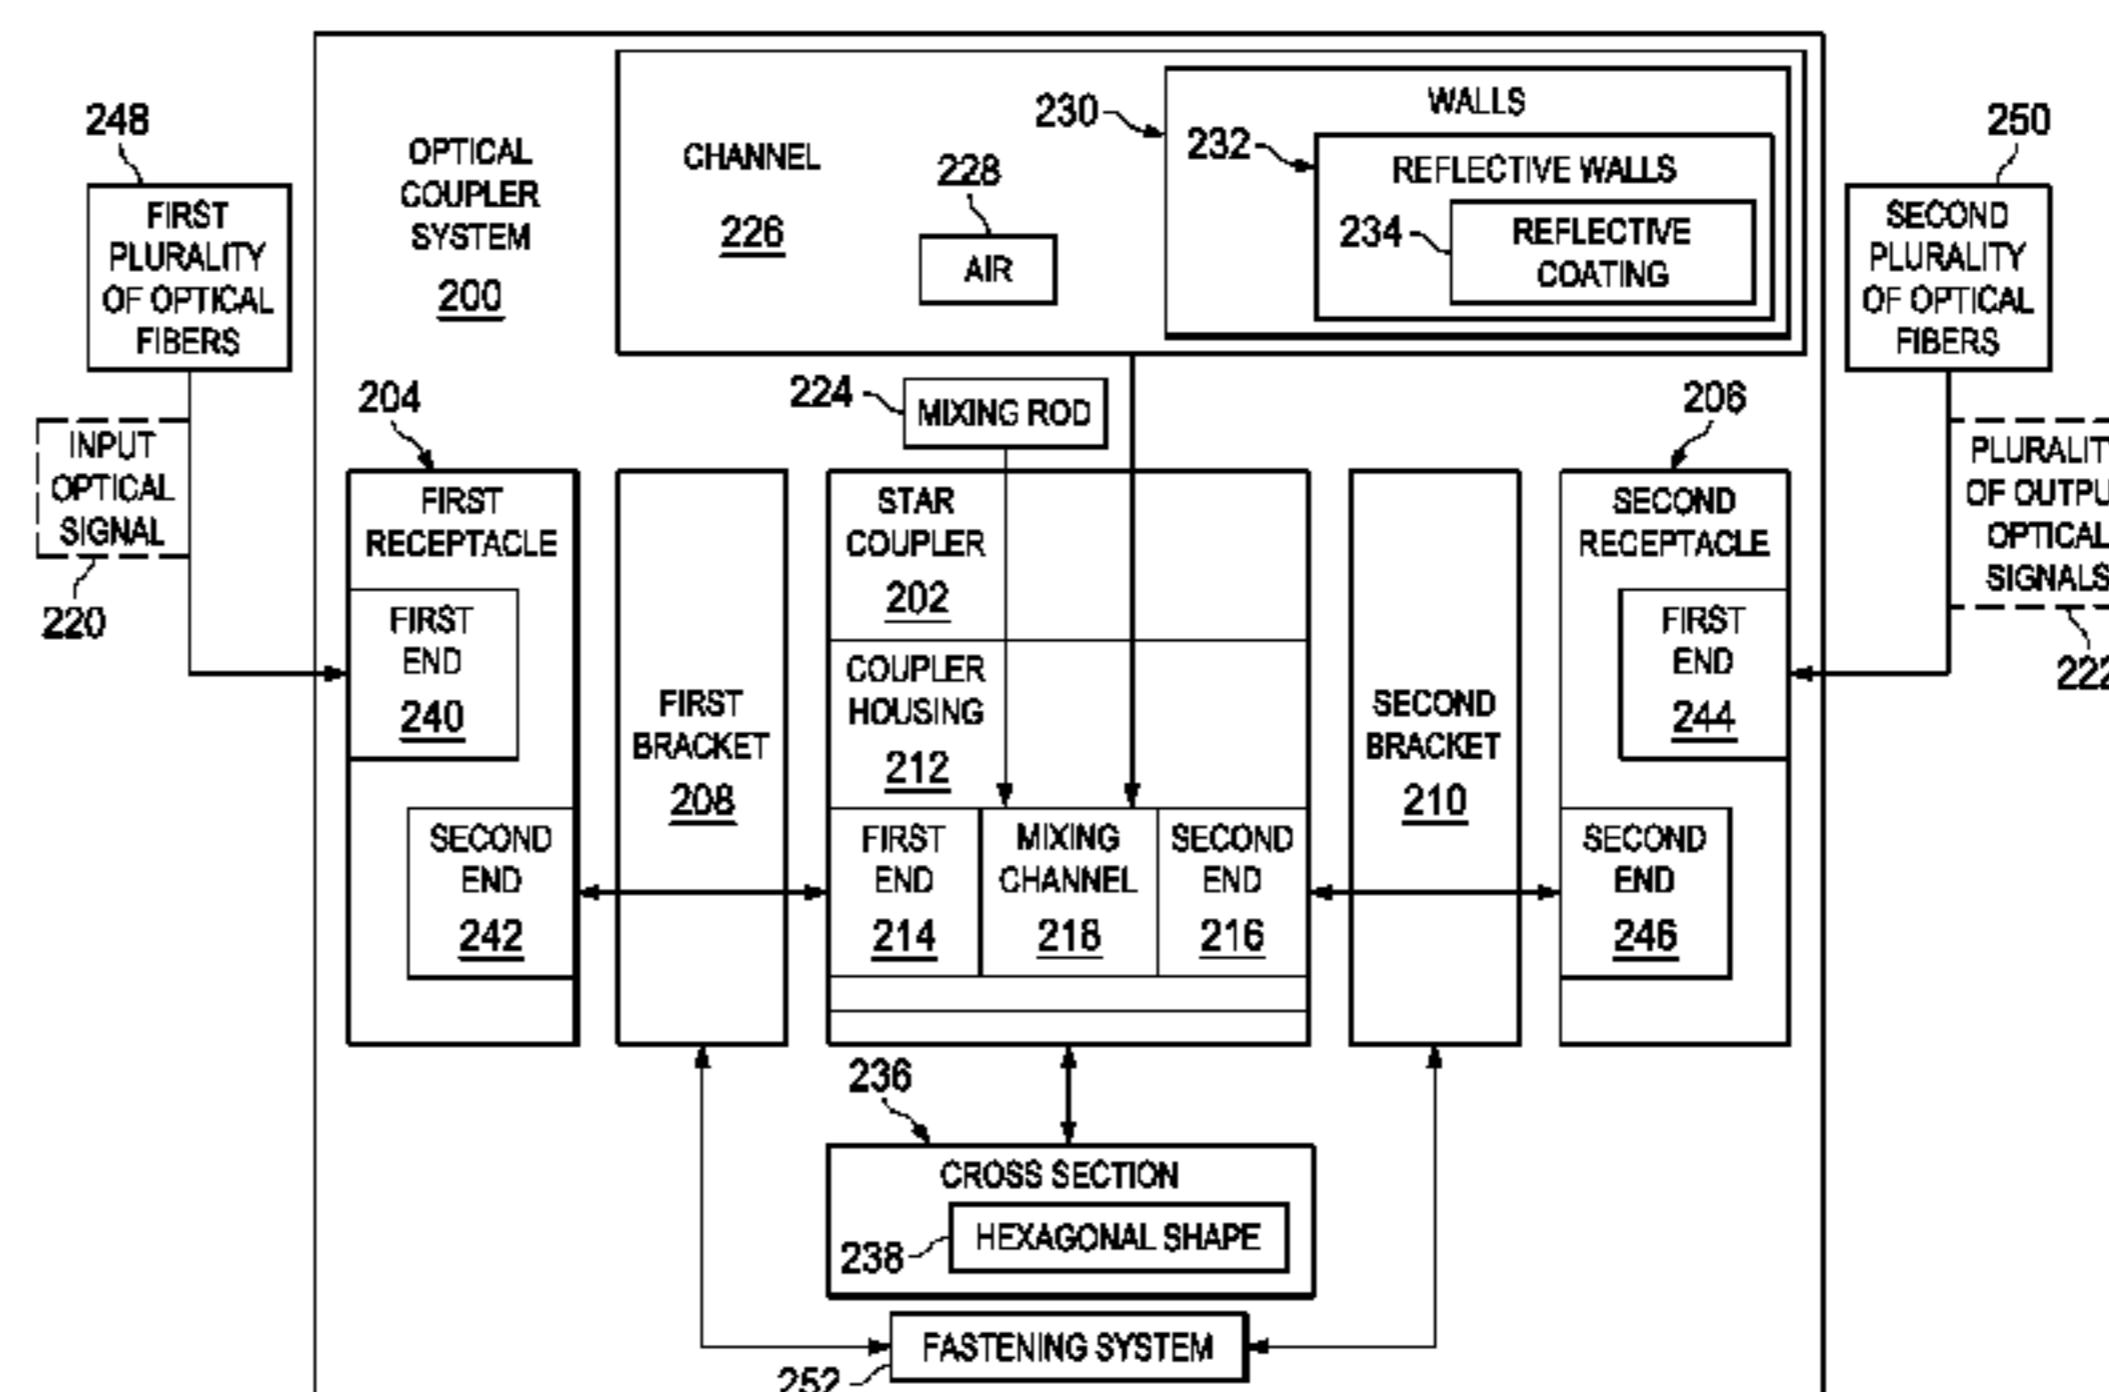 248
FIRST
PLURALITY
OF OPTICAL
FIBERS
INPUT
OPTICAL
SIGNAL
220
OPTICAL
COUPLER
SYSTEM
200
CHANNEL
226
228
AIR
230
WALLS
232
REFLECTIVE WALLS
234
REFLECTIVE
COATING
250
SECOND
PLURALITY
OF OPTICAL
FIBERS
PLURALIT
OF OUTPU
OPTICAL
SIGNALS
222
224
MIXING ROD
204
FIRST
RECEPTACLE
FIRST
END
240
SECOND
END
242
FIRST
BRACKET
208
STAR
COUPLER
202
COUPLER
HOUSING
212
FIRST
END
214
MIXING
CHANNEL
218
SECOND
END
216
SECOND
BRACKET
210
206
SECOND
RECEPTACLE
FIRST
END
244
SECOND
END
246
236
CROSS SECTION
238
HEXAGONAL SHAPE
FASTENING SYSTEM
252